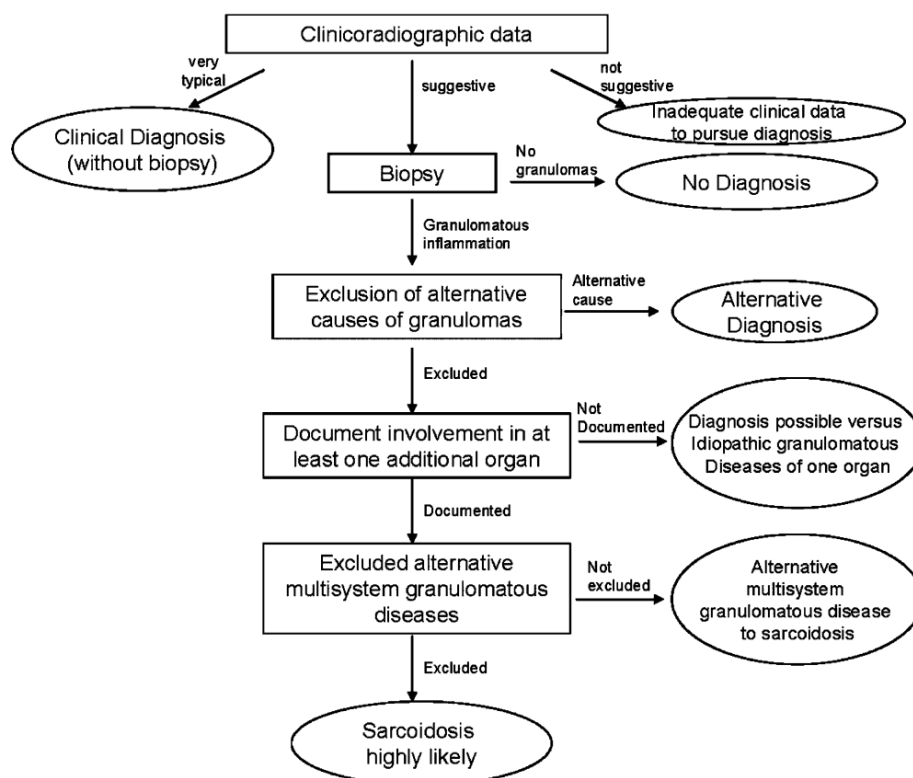 Clinicoradiographic data
very
typical
suggestive
not
suggestive
Clinical Diagnosis
(without biopsy)
Inadequate clinical data
to pursue diagnosis
Biopsy
No
granulomas
No Diagnosis
Granulomatous
inflammation
Exclusion of alternative
causes of granulomas
Alternative
cause
Alternative
Diagnosis
Excluded
Document involvement in at
least one additional organ
Not
Documented
Diagnosis possible versus
Idiopathic granulomatous
Diseases of one organ
Documented
Excluded alternative
multisystem granulomatous
diseases
Not
excluded
Alternative
multisystem
granulomatous disease
to sarcoidosis
Excluded
Sarcoidosis
highly likely